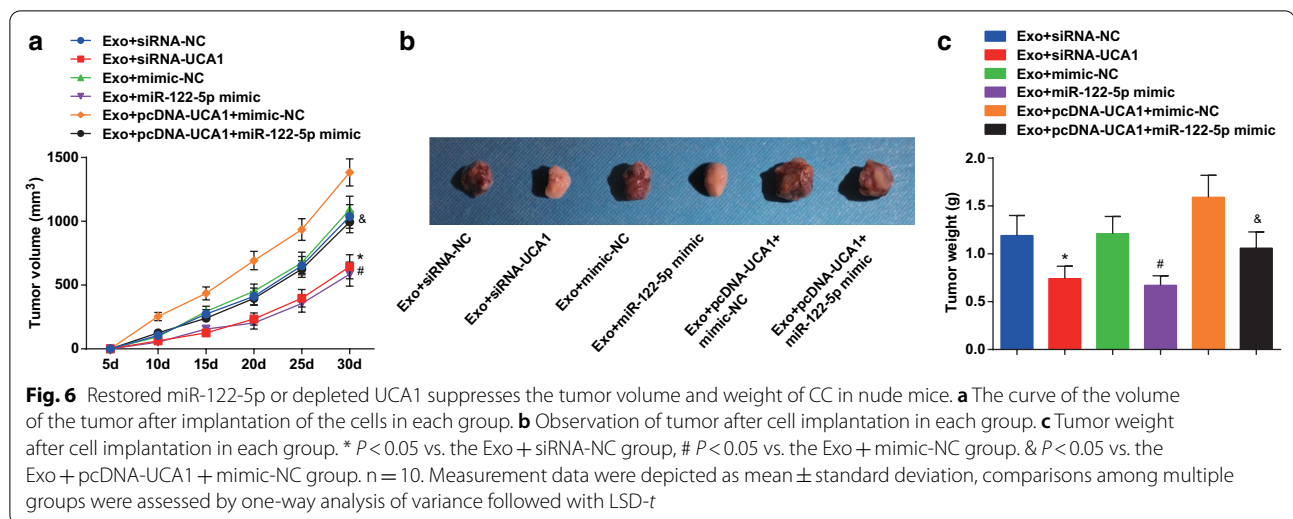 a
Exo+siRNA-NC
Exo+siRNA-UCA1
Exo+mimic-NC
Exo+miR-122-5p mimic
Exo+pcDNA-UCA1+mimic-NC
Exo+pcDNA-UCA1+miR-122-5p mimic
Tumor volume (mm³)
1500
1000
500
0
5d 10d 15d 20d 25d 30d
&
*
#
b
Exo+siRNA-NC
Exo+siRNA-UCA1
Exo+mimic-NC
Exo+miR-122-5p mimic
Exo+pcDNA-UCA1+
mimic-NC
Exo+pcDNA-UCA1+
miR-122-5p mimic
c
Exo+siRNA-NC
Exo+siRNA-UCA1
Exo+mimic-NC
Exo+miR-122-5p mimic
Exo+pcDNA-UCA1+mimic-NC
Exo+pcDNA-UCA1+miR-122-5p mimic
Tumor weight (g)
2.0
1.5
1.0
0.5
0.0
*
#
&
Fig. 6 Restored miR-122-5p or depleted UCA1 suppresses the tumor volume and weight of CC in nude mice. a The curve of the volume
of the tumor after implantation of the cells in each group. b Observation of tumor after cell implantation in each group. c Tumor weight
after cell implantation in each group. * P < 0.05 vs. the Exo + siRNA-NC group, # P < 0.05 vs. the Exo + mimic-NC group. & P < 0.05 vs. the
Exo + pcDNA-UCA1 + mimic-NC group. n = 10. Measurement data were depicted as mean ± standard deviation, comparisons among multiple
groups were assessed by one-way analysis of variance followed with LSD-t